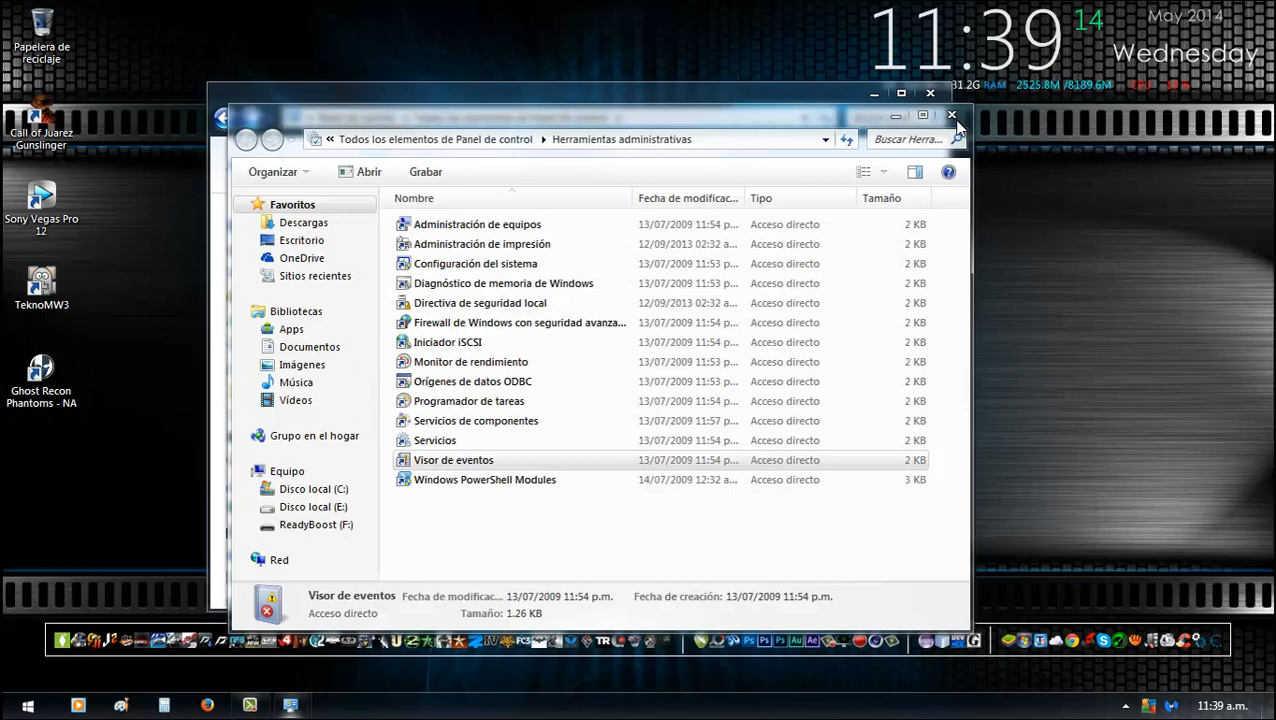 Papelera de
reciclaje
Call of Juarez
Gunslinger
Sony Vegas Pro
12
TeknoMW3
Ghost Recon
Phantoms - NA
11:39 14
May 2014
Wednesday
31.2G RAM 2525.8M /8189.6M CPU
« Todos los elementos de Panel de control Herramientas administrativas
Buscar Herra...
Organizar Abrir Grabar
Nombre Fecha de modificac... Tipo Tamaño
Favoritos
Descargas
Escritorio
OneDrive
Sitios recientes
Bibliotecas
Apps
Documentos
Imágenes
Música
Vídeos
Grupo en el hogar
Equipo
Disco local (C:)
Disco local (E:)
ReadyBoost (F:)
Red
Administración de equipos 13/07/2009 11:54 p... Acceso directo 2 KB
Administración de impresión 12/09/2013 02:32 a... Acceso directo 2 KB
Configuración del sistema 13/07/2009 11:53 p... Acceso directo 2 KB
Diagnóstico de memoria de Windows 13/07/2009 11:53 p... Acceso directo 2 KB
Directiva de seguridad local 12/09/2013 02:32 a... Acceso directo 2 KB
Firewall de Windows con seguridad avanza... 13/07/2009 11:54 p... Acceso directo 2 KB
Iniciador iSCSI 13/07/2009 11:54 p... Acceso directo 2 KB
Monitor de rendimiento 13/07/2009 11:53 p... Acceso directo 2 KB
Orígenes de datos ODBC 13/07/2009 11:53 p... Acceso directo 2 KB
Programador de tareas 13/07/2009 11:54 p... Acceso directo 2 KB
Servicios de componentes 13/07/2009 11:57 p... Acceso directo 2 KB
Servicios 13/07/2009 11:54 p... Acceso directo 2 KB
Visor de eventos 13/07/2009 11:54 p... Acceso directo 2 KB
Windows PowerShell Modules 14/07/2009 12:32 a... Acceso directo 3 KB
Visor de eventos Fecha de modificac... 13/07/2009 11:54 p.m. Fecha de creación: 13/07/2009 11:54 p.m.
Acceso directo Tamaño: 1.26 KB
11:39 a.m.